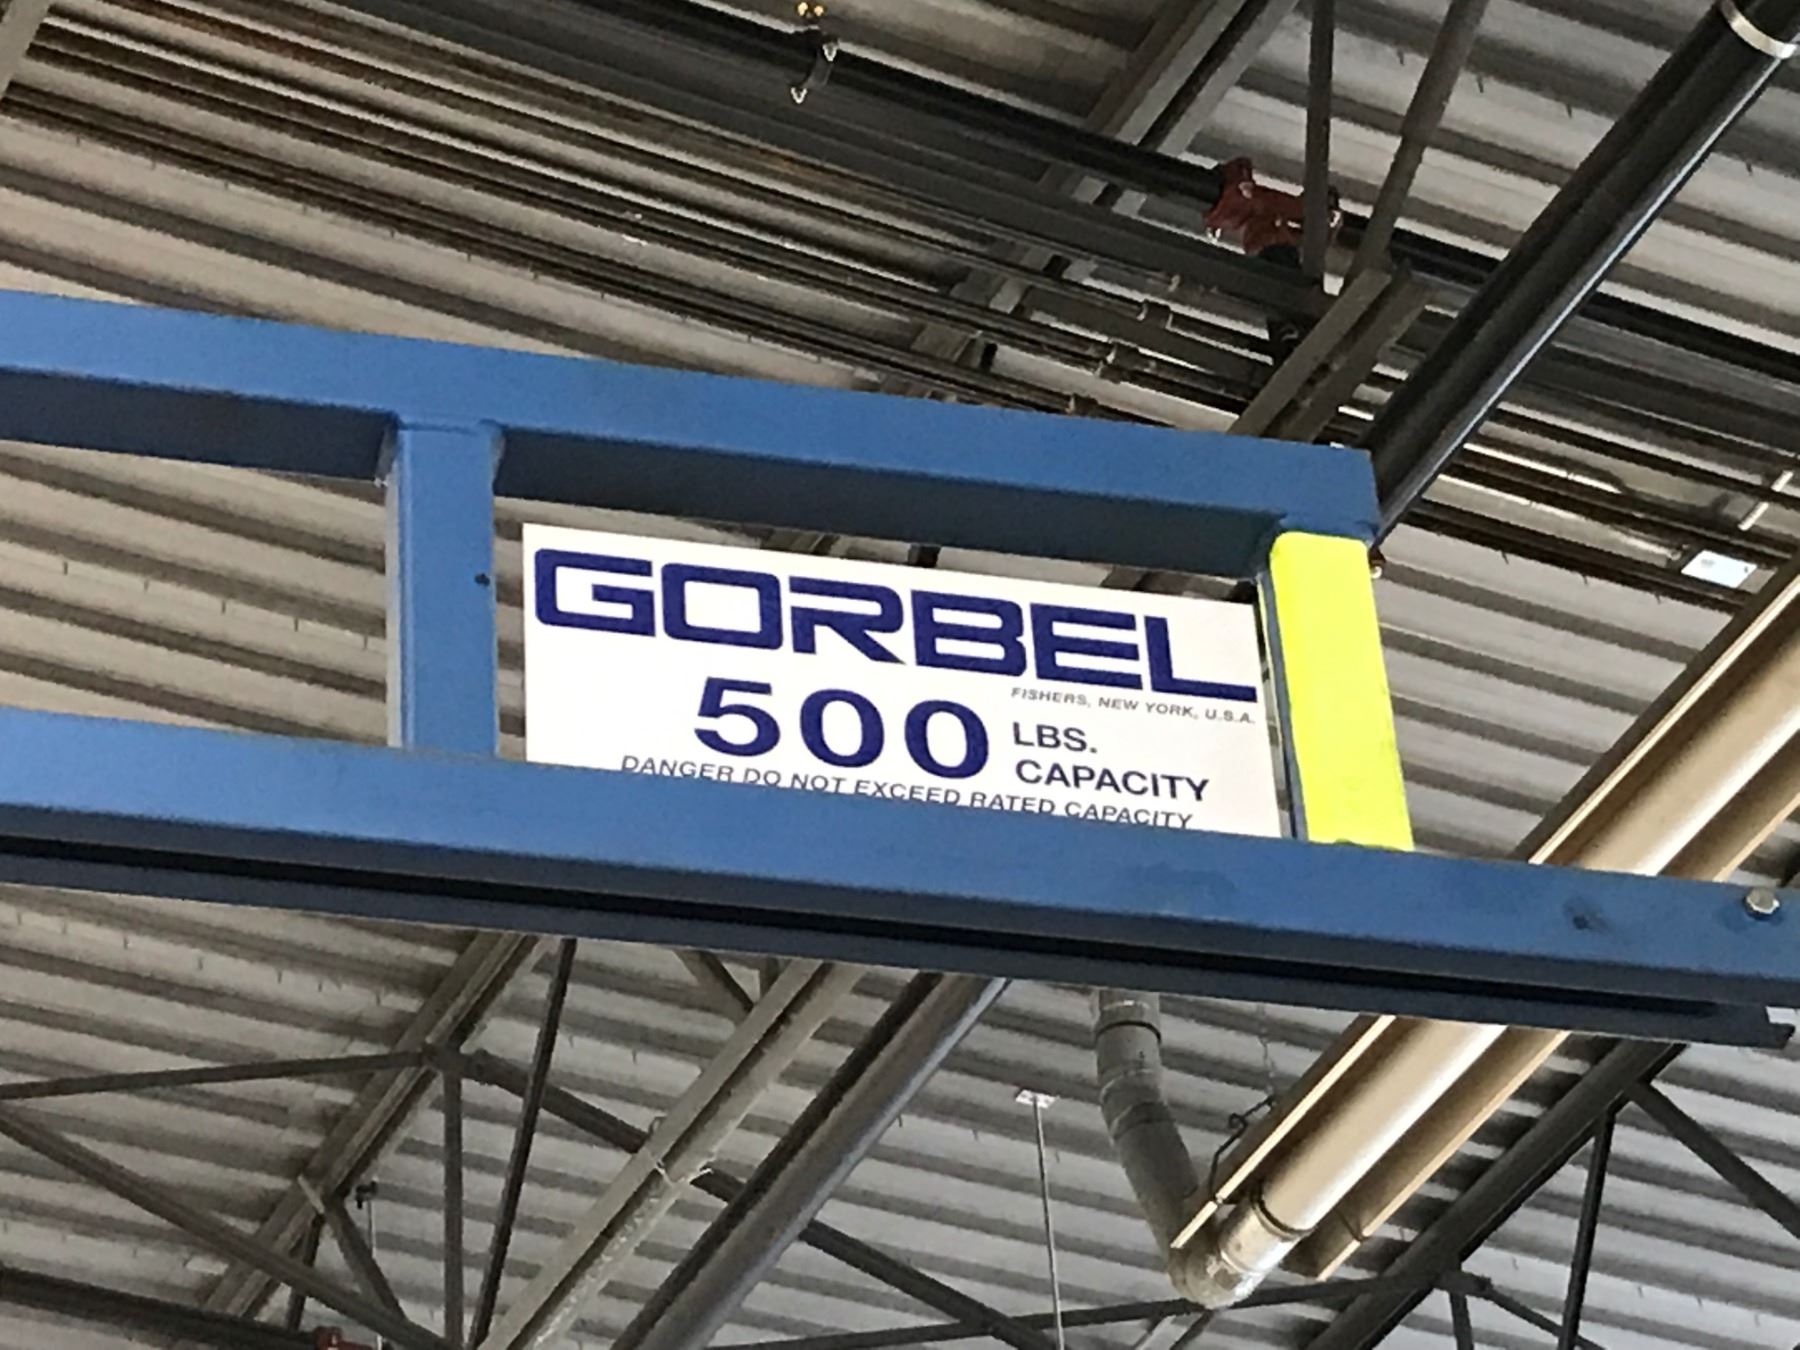 GORBEL
FISHERS, NEW YORK, U.S.A.
500 LBS.
CAPACITY
DANGER DO NOT EXCEED RATED CAPACITY